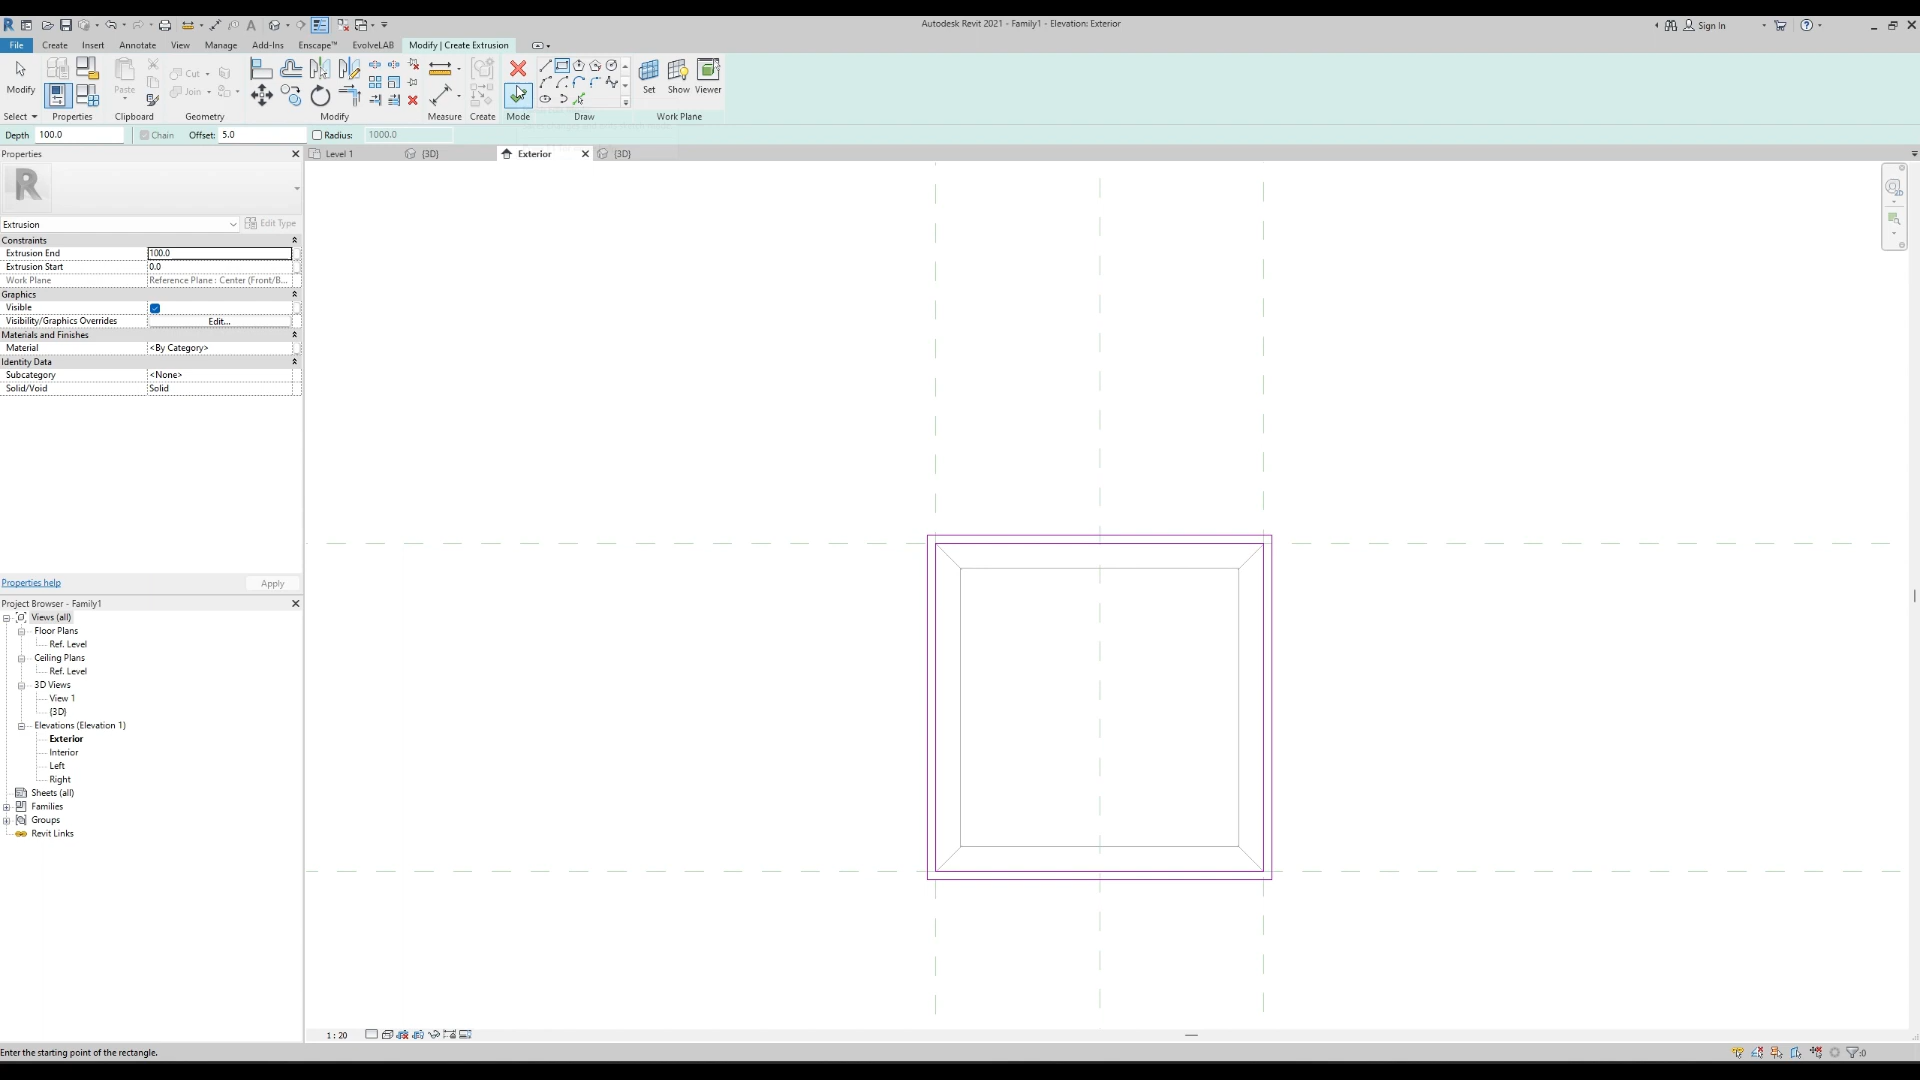 Autodesk Revit 2021 - Family1 - Elevation: Exterior
Sign In
File Create Insert Annotate View Manage Add-Ins Enscape™ EvolveLAB Modify | Create Extrusion
Modify
Paste
Cut
Join
Set Show Viewer
Select Properties Clipboard Geometry Modify Measure Create Mode Draw Work Plane
Depth 100.0 Chain Offset: 5.0 Radius: 1000.0
Properties
Level 1 {3D} Exterior {3D}
Extrusion Edit Type
Constraints
Extrusion End 100.0
Extrusion Start 0.0
Work Plane Reference Plane : Center (Front/B...
Graphics
Visible
Visibility/Graphics Overrides Edit...
Materials and Finishes
Material <By Category>
Identity Data
Subcategory <None>
Solid/Void Solid
Properties help Apply
Project Browser - Family1
Views (all)
Floor Plans
Ref. Level
Ceiling Plans
Ref. Level
3D Views
View 1
{3D}
Elevations (Elevation 1)
Exterior
Interior
Left
Right
Sheets (all)
Families
Groups
Revit Links
1 : 20
Enter the starting point of the rectangle.
:0